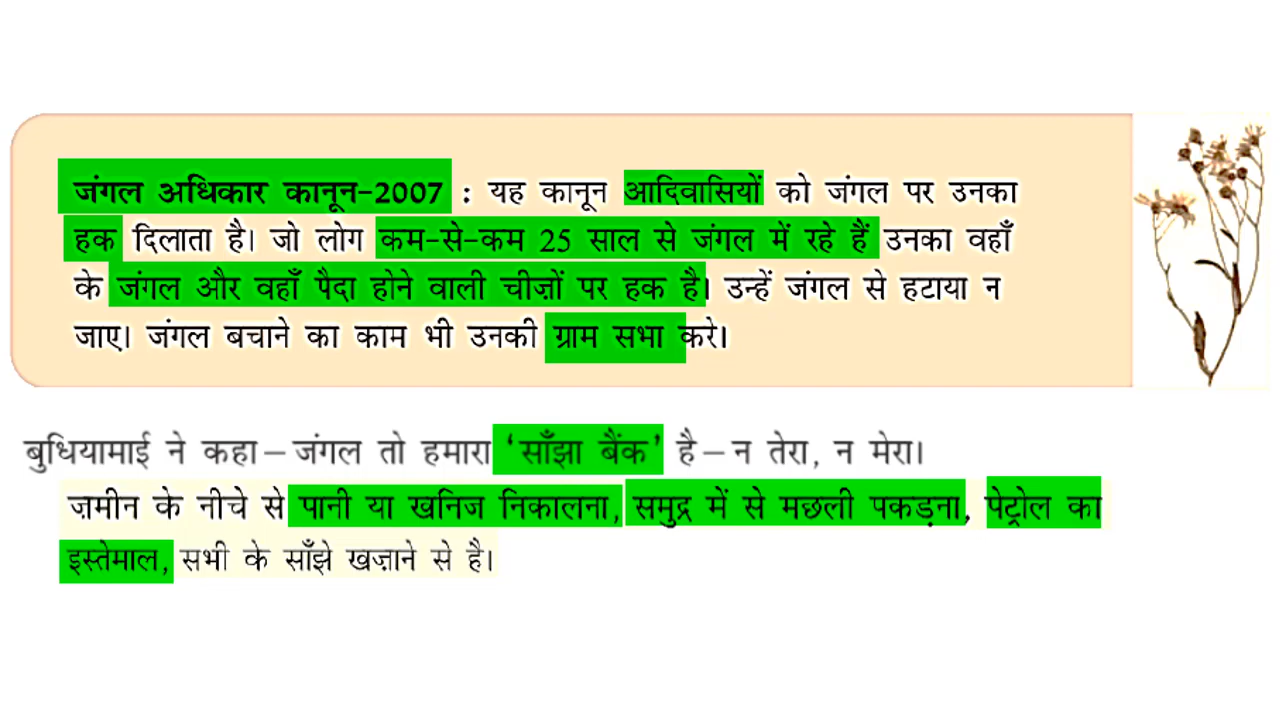 जंगल अधिकार कानून–2007 : यह कानून आदिवासियों को जंगल पर उनका
हक दिलाता है। जो लोग कम-से-कम 25 साल से जंगल में रहे हैं उनका वहाँ
के जंगल और वहाँ पैदा होने वाली चीज़ों पर हक है। उन्हें जंगल से हटाया न
जाए। जंगल बचाने का काम भी उनकी ग्राम सभा करे।
बुधियामाई ने कहा–जंगल तो हमारा ‘साँझा बैंक’ है–न तेरा, न मेरा।
ज़मीन के नीचे से पानी या खनिज निकालना, समुद्र में से मछली पकड़ना, पेट्रोल का
इस्तेमाल, सभी के साँझे खज़ाने से है।